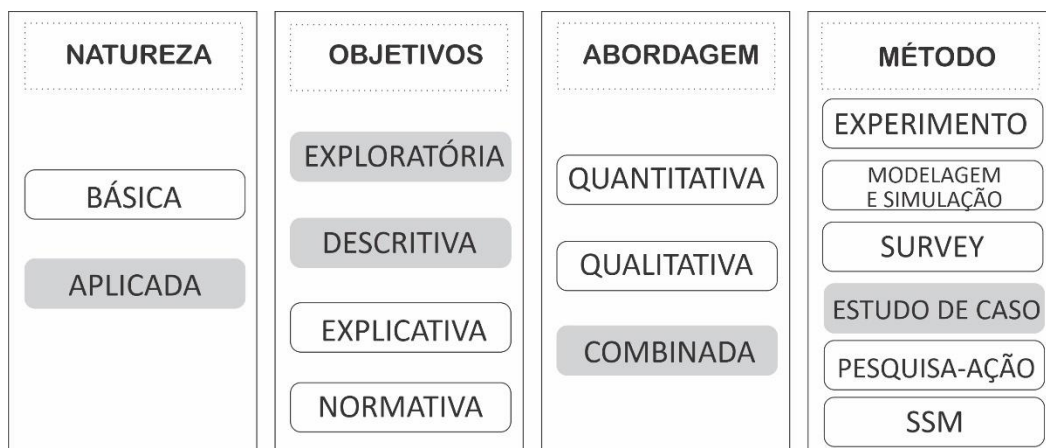 NATUREZA
BÁSICA
APLICADA
OBJETIVOS
EXPLORATÓRIA
DESCRITIVA
EXPLICATIVA
NORMATIVA
ABORDAGEM
QUANTITATIVA
QUALITATIVA
COMBINADA
MÉTODO
EXPERIMENTO
MODELAGEM
E SIMULAÇÃO
SURVEY
ESTUDO DE CASO
PESQUISA-AÇÃO
SSM